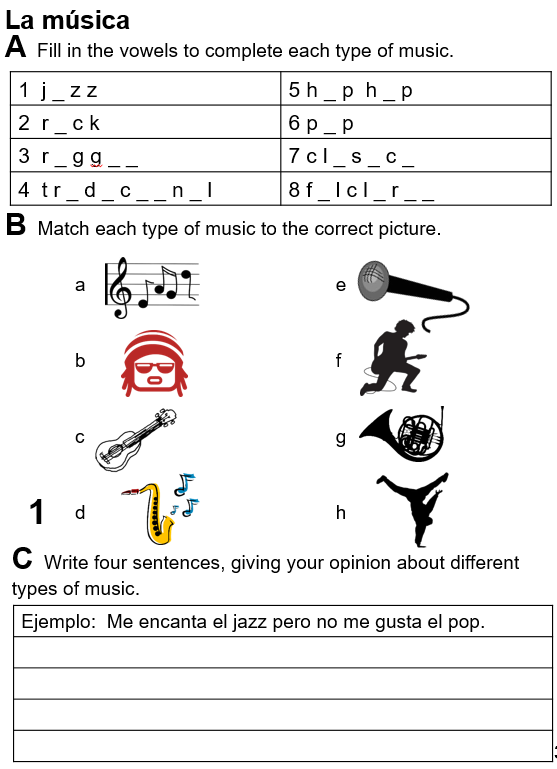 La música
A Fill in the vowels to complete each type of music.
1 j _ z z
5 h _ p h _ p
2 r _ c k
6 p _ p
3 r _ g g _ _
7 c l _ s _ c _
4 t r _ d _ c _ _ n _ l
8 f _ l c l _ r _ _
B Match each type of music to the correct picture.
a
e
b
f
c
g
1 d
h
C Write four sentences, giving your opinion about different
types of music.
Ejemplo: Me encanta el jazz pero no me gusta el pop.